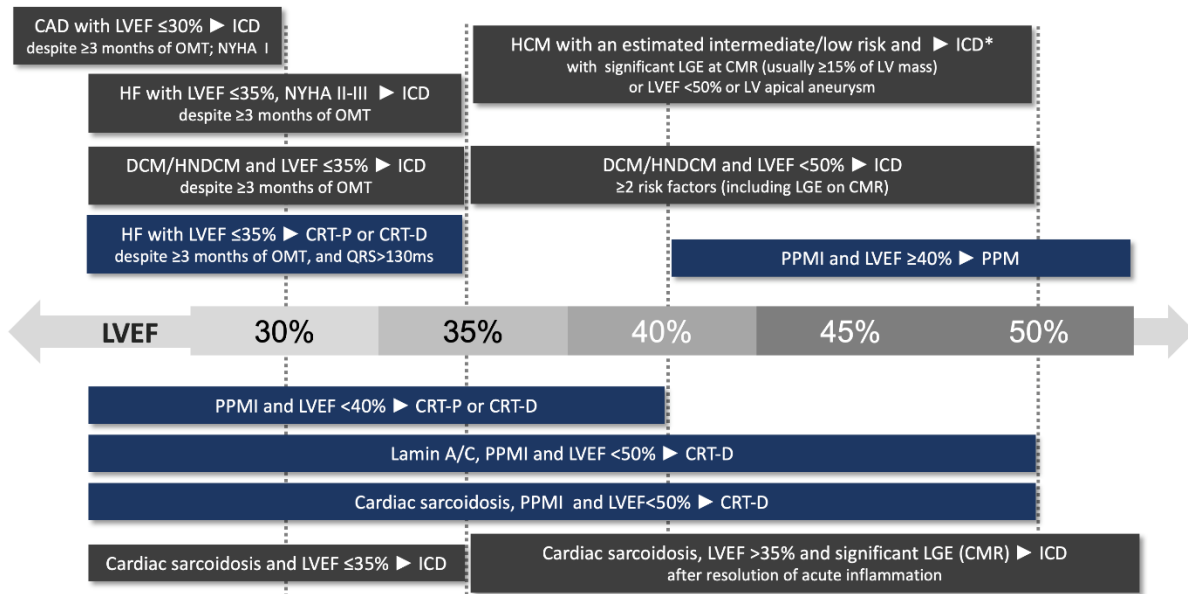 CAD with LVEF ≤30% ► ICD
despite ≥3 months of OMT; NYHA I
HCM with an estimated intermediate/low risk and ► ICD*
with significant LGE at CMR (usually ≥15% of LV mass)
or LVEF <50% or LV apical aneurysm
HF with LVEF ≤35%, NYHA II-III ► ICD
despite ≥3 months of OMT
DCM/HNDCM and LVEF ≤35% ► ICD
despite ≥3 months of OMT
DCM/HNDCM and LVEF <50% ► ICD
≥2 risk factors (including LGE on CMR)
HF with LVEF ≤35% ► CRT-P or CRT-D
despite ≥3 months of OMT, and QRS>130ms
PPMI and LVEF ≥40% ► PPM
LVEF 30% 35% 40% 45% 50%
PPMI and LVEF <40% ► CRT-P or CRT-D
Lamin A/C, PPMI and LVEF <50% ► CRT-D
Cardiac sarcoidosis, PPMI and LVEF<50% ► CRT-D
Cardiac sarcoidosis and LVEF ≤35% ► ICD
Cardiac sarcoidosis, LVEF >35% and significant LGE (CMR) ► ICD
after resolution of acute inflammation